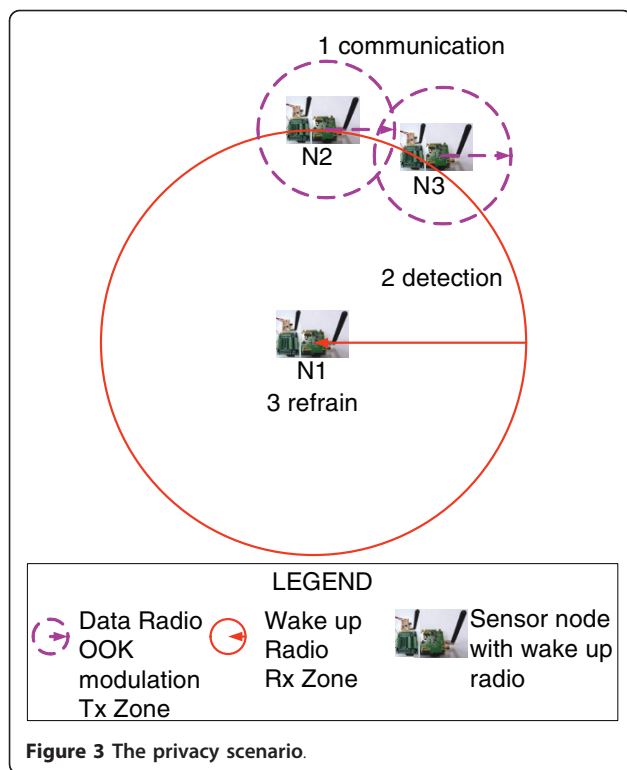 1 communication
N2
N3
2 detection
N1
3 refrain
LEGEND
Data Radio
OOK
modulation
Tx Zone
Wake up
Radio
Rx Zone
Sensor node
with wake up
radio
Figure 3 The privacy scenario.